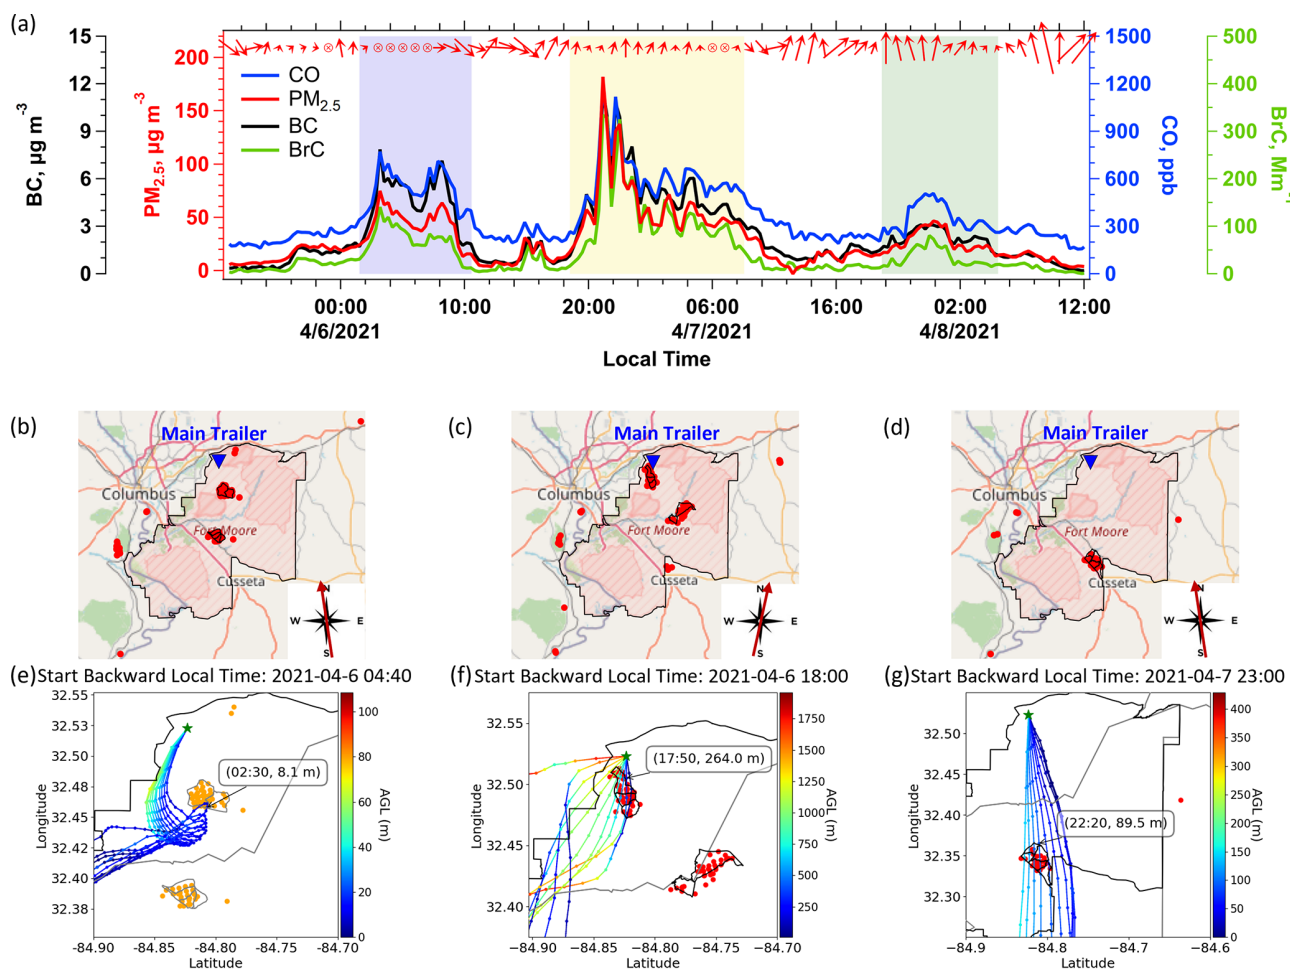 (a)
15
12
9
6
3
0
BC, µg m-3
200
150
100
50
0
PM2.5, µg m-3
CO
PM2.5
BC
BrC
1500
1200
900
600
300
0
CO, ppb
500
400
300
200
100
0
BrC, Mm-1
00:00 10:00 20:00 06:00 16:00 02:00 12:00
4/6/2021 4/7/2021 4/8/2021
Local Time
(b)
Main Trailer
Columbus
Fort Moore
Cusseta
N
W E
S
(c)
Main Trailer
Columbus
Fort Moore
Cusseta
N
W E
S
(d)
Main Trailer
Columbus
Fort Moore
Cusseta
N
W E
S
(e) Start Backward Local Time: 2021-04-6 04:40
32.55
32.53
32.50
32.48
32.45
32.42
32.40
32.38
Longitude
(02:30, 8.1 m)
-84.90 -84.85 -84.80 -84.75 -84.70
Latitude
100
80
60
40
20
0
AGL (m)
(f) Start Backward Local Time: 2021-04-6 18:00
32.55
32.50
32.45
32.40
Longitude
(17:50, 264.0 m)
-84.90 -84.85 -84.80 -84.75 -84.70
Latitude
1750
1500
1250
1000
750
500
250
AGL (m)
(g) Start Backward Local Time: 2021-04-7 23:00
32.50
32.45
32.40
32.35
32.30
Longitude
(22:20, 89.5 m)
-84.9 -84.8 -84.7 -84.6
Latitude
400
350
300
250
200
150
100
50
0
AGL (m)